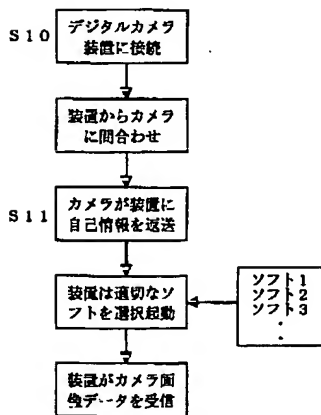 S10
デジタルカメラ
装置に接続
装置からカメラ
に問合わせ
S11
カメラが装置に
自己情報を返送
装置は適切なソ
フトを選択起動
ソフト1
ソフト2
ソフト3
・
・
装置がカメラ画
像データを受信